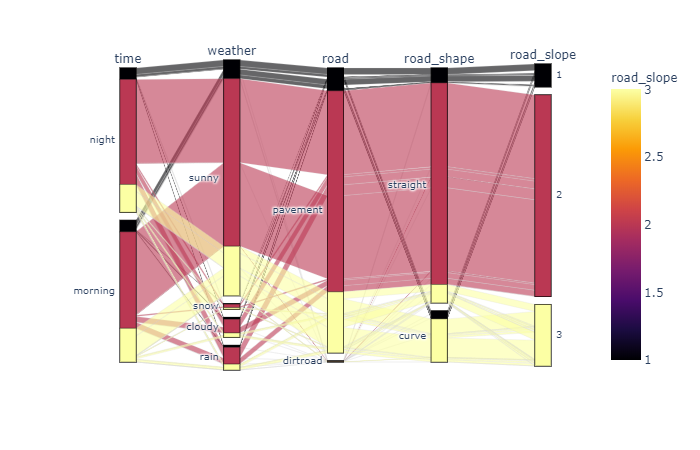 time
weather
road
road_shape
road_slope
night
morning
sunny
snow
cloudy
rain
pavement
dirtroad
straight
curve
1
2
3
road_slope
3
2.5
2
1.5
1